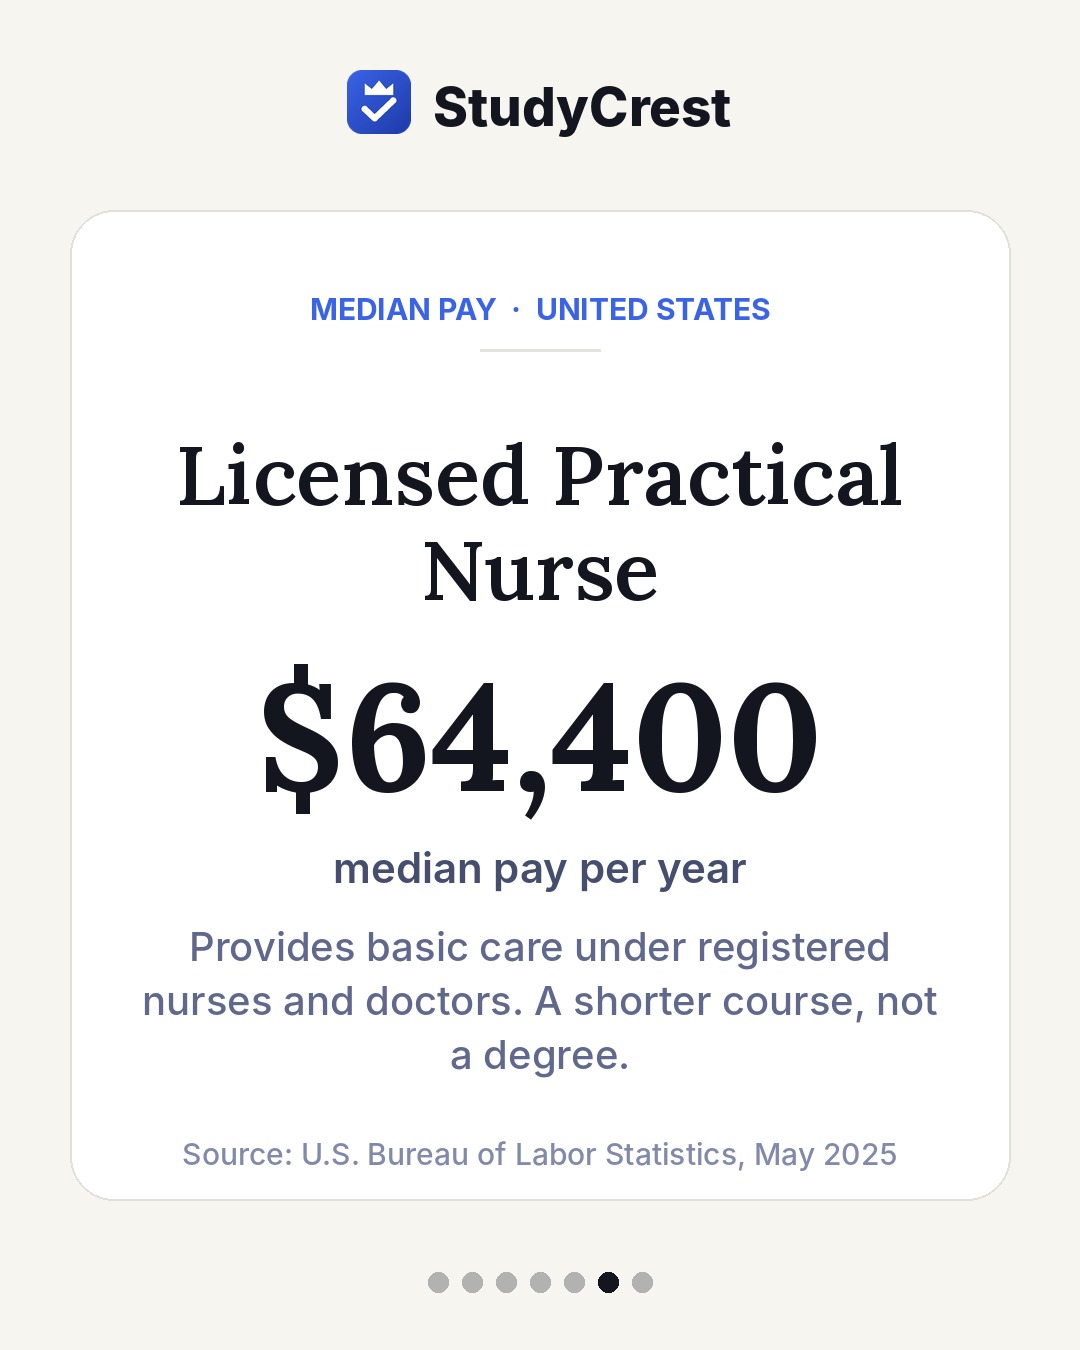 StudyCrest
MEDIAN PAY · UNITED STATES
Licensed Practical
Nurse
$64,400
median pay per year
Provides basic care under registered
nurses and doctors. A shorter course, not
a degree.
Source: U.S. Bureau of Labor Statistics, May 2025